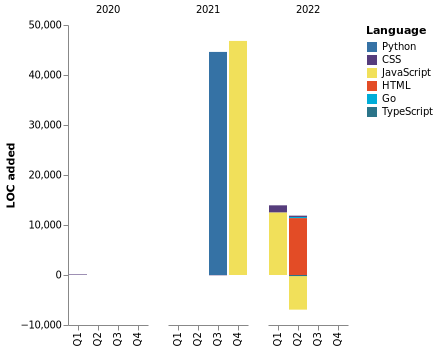 2020 2021 2022
Language
Python
CSS
JavaScript
HTML
Go
TypeScript
LOC added
50,000
40,000
30,000
20,000
10,000
0
−10,000
Q1 Q2 Q3 Q4 Q1 Q2 Q3 Q4 Q1 Q2 Q3 Q4